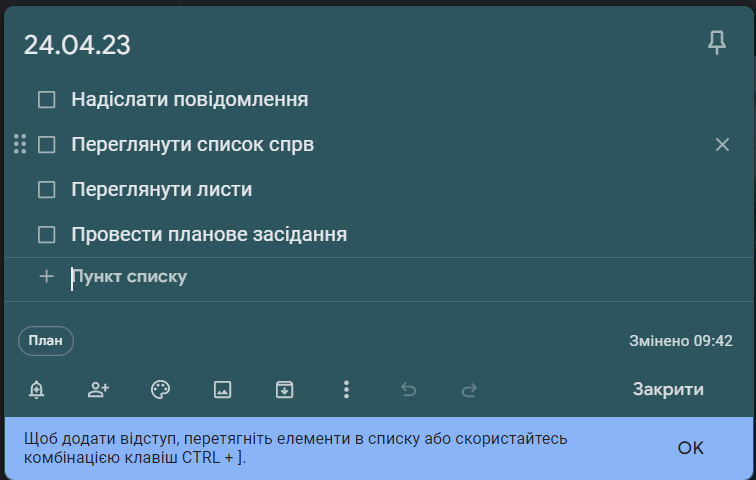 24.04.23
Надіслати повідомлення
Переглянути список спрв
Переглянути листи
Провести планове засідання
Пункт списку
План
Змінено 09:42
Закрити
Щоб додати відступ, перетягніть елементи в списку або скористайтесь
комбінацією клавіш CTRL + ].
OK